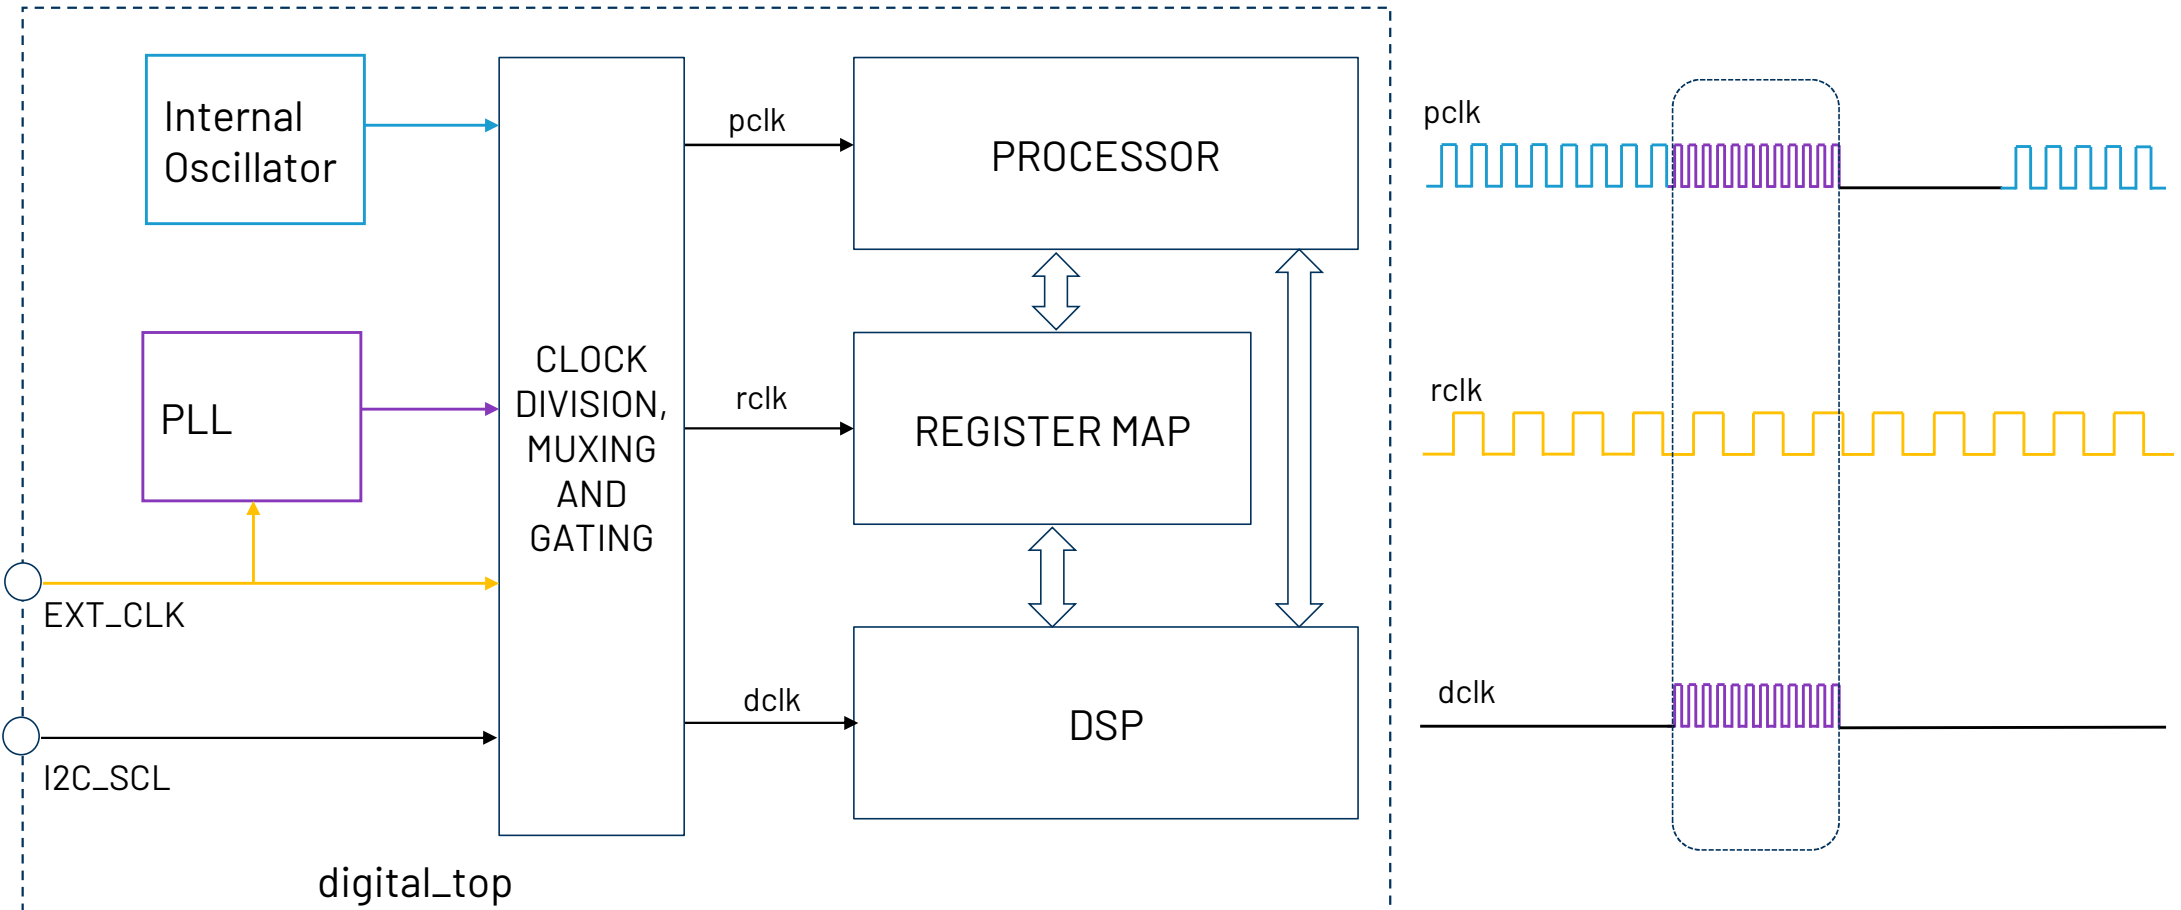 Internal
Oscillator
PLL
EXT_CLK
I2C_SCL
CLOCK
DIVISION,
MUXING
AND
GATING
pclk
rclk
dclk
PROCESSOR
REGISTER MAP
DSP
digital_top
pclk
rclk
dclk